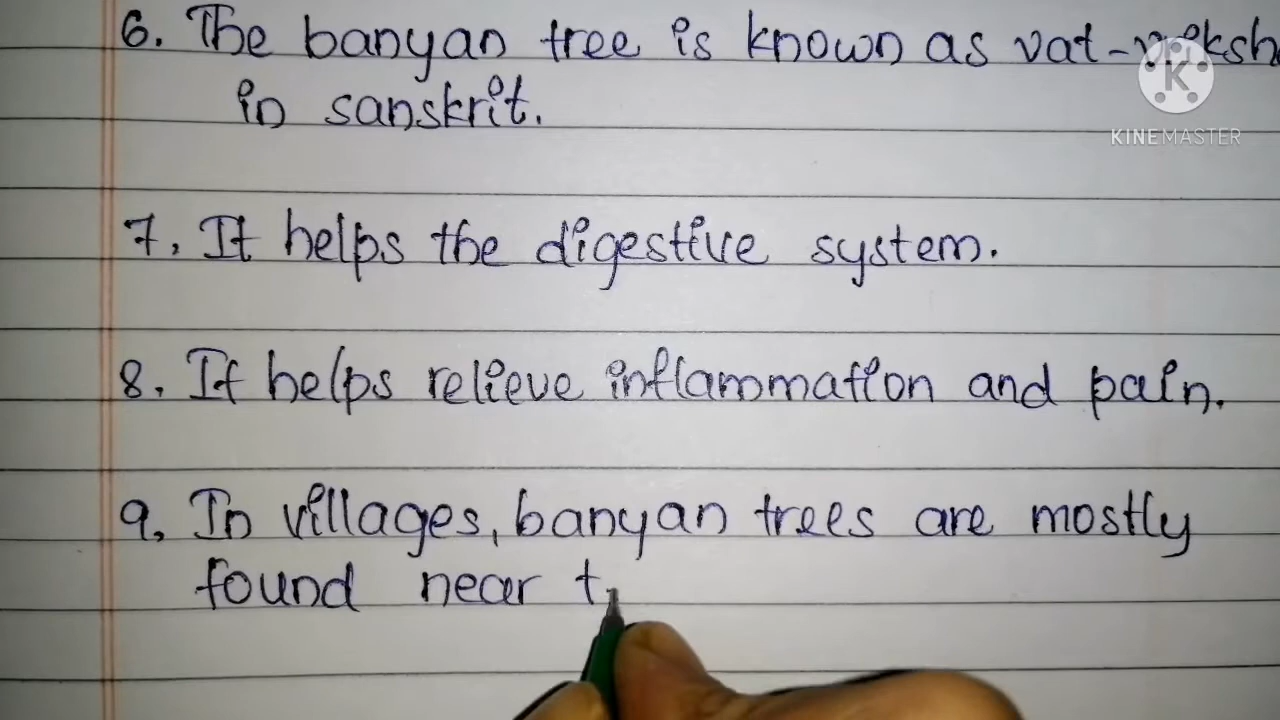 6. The banyan tree is known as vat-vriksh
in sanskrit.
KINEMASTER
7. It helps the digestive system.
8. It helps relieve inflammation and pain.
9. In villages, banyan trees are mostly
found near t